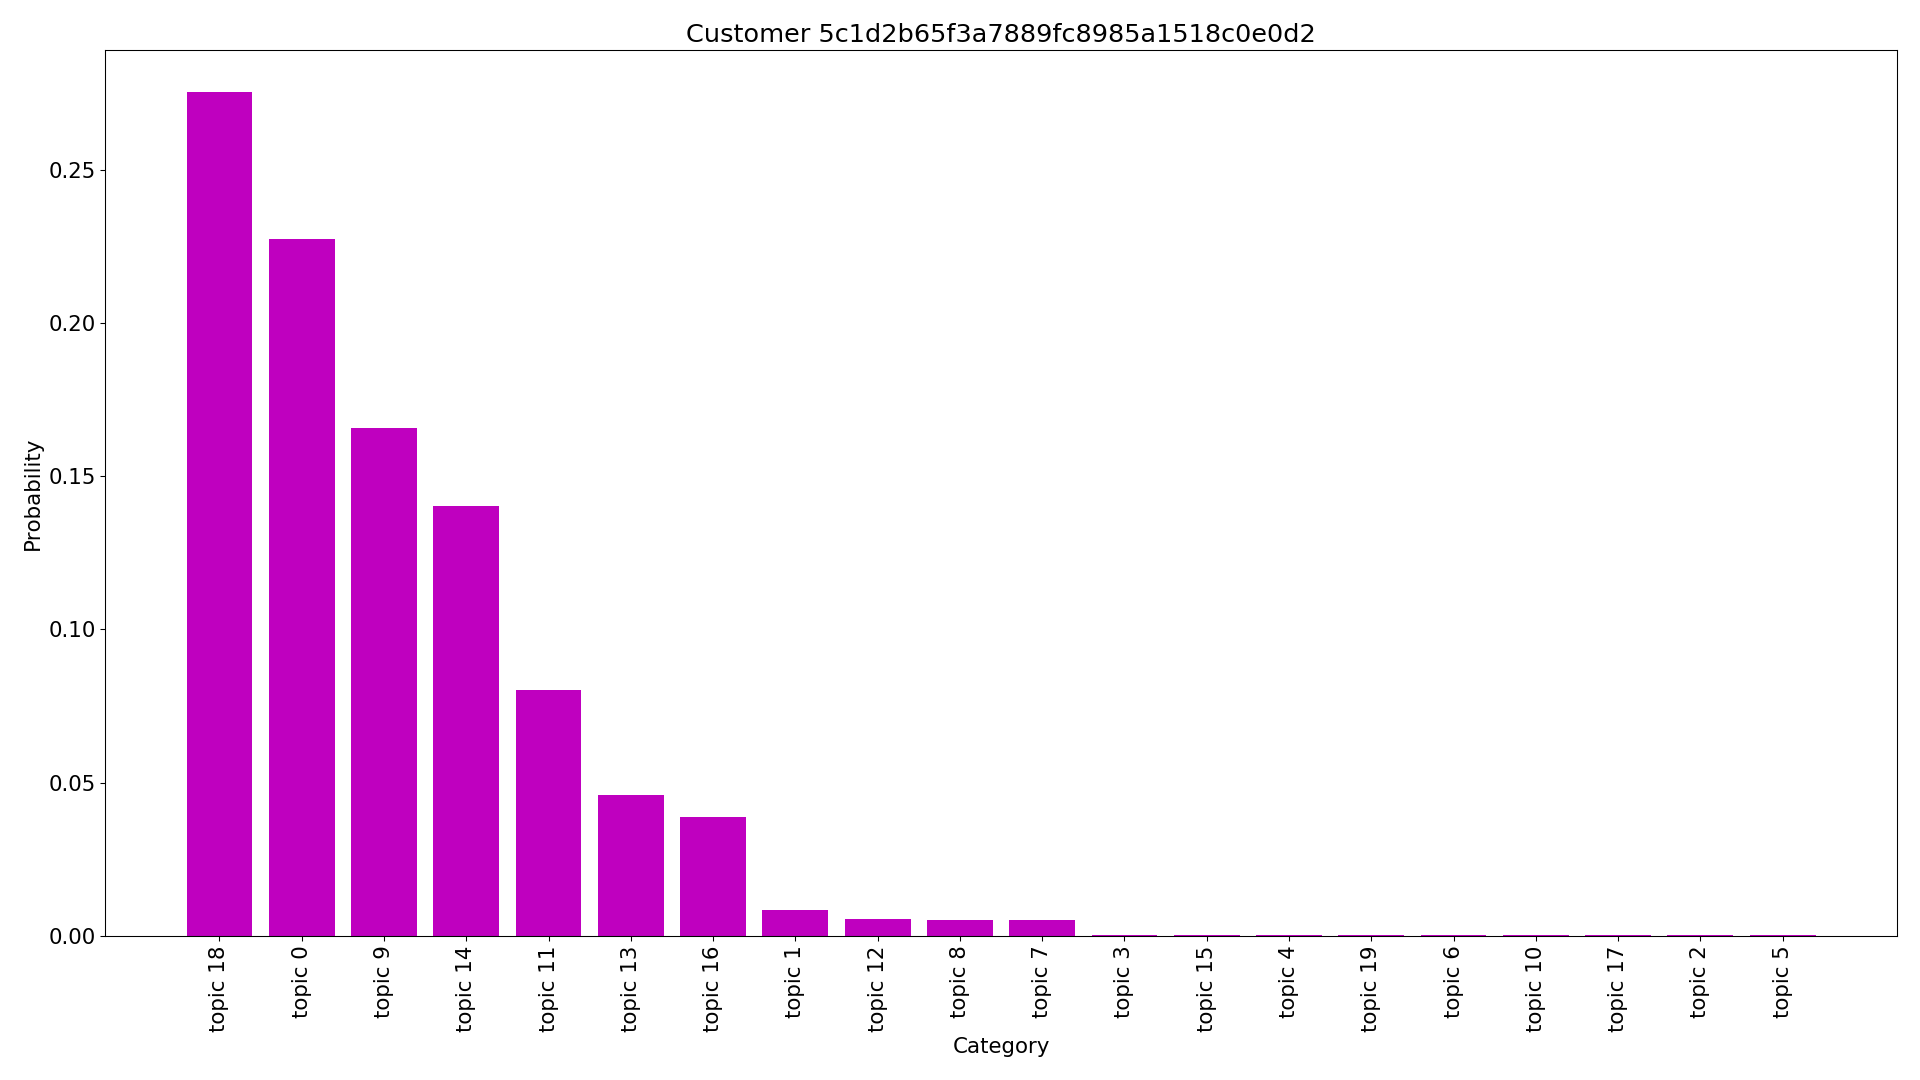 Customer 5c1d2b65f3a7889fc8985a1518c0e0d2
Probability
0.25
0.20
0.15
0.10
0.05
0.00
topic 18
topic 0
topic 9
topic 14
topic 11
topic 13
topic 16
topic 1
topic 12
topic 8
topic 7
topic 3
topic 15
topic 4
topic 19
topic 6
topic 10
topic 17
topic 2
topic 5
Category